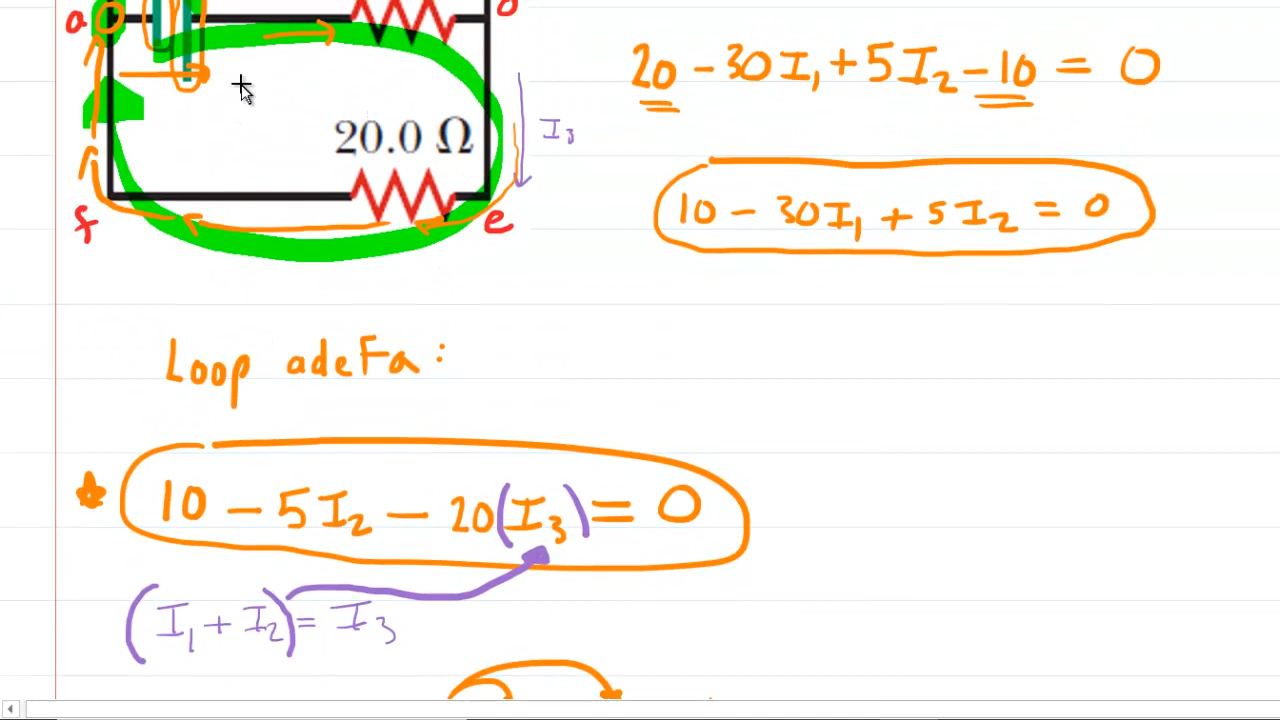 a
20 - 30I₁ + 5I₂ - 10 = 0
I₃
20.0 Ω
10 - 30I₁ + 5I₂ = 0
f
e
Loop adeFa:
10 - 5I₂ - 20(I₃) = 0
(I₁ + I₂) = I₃